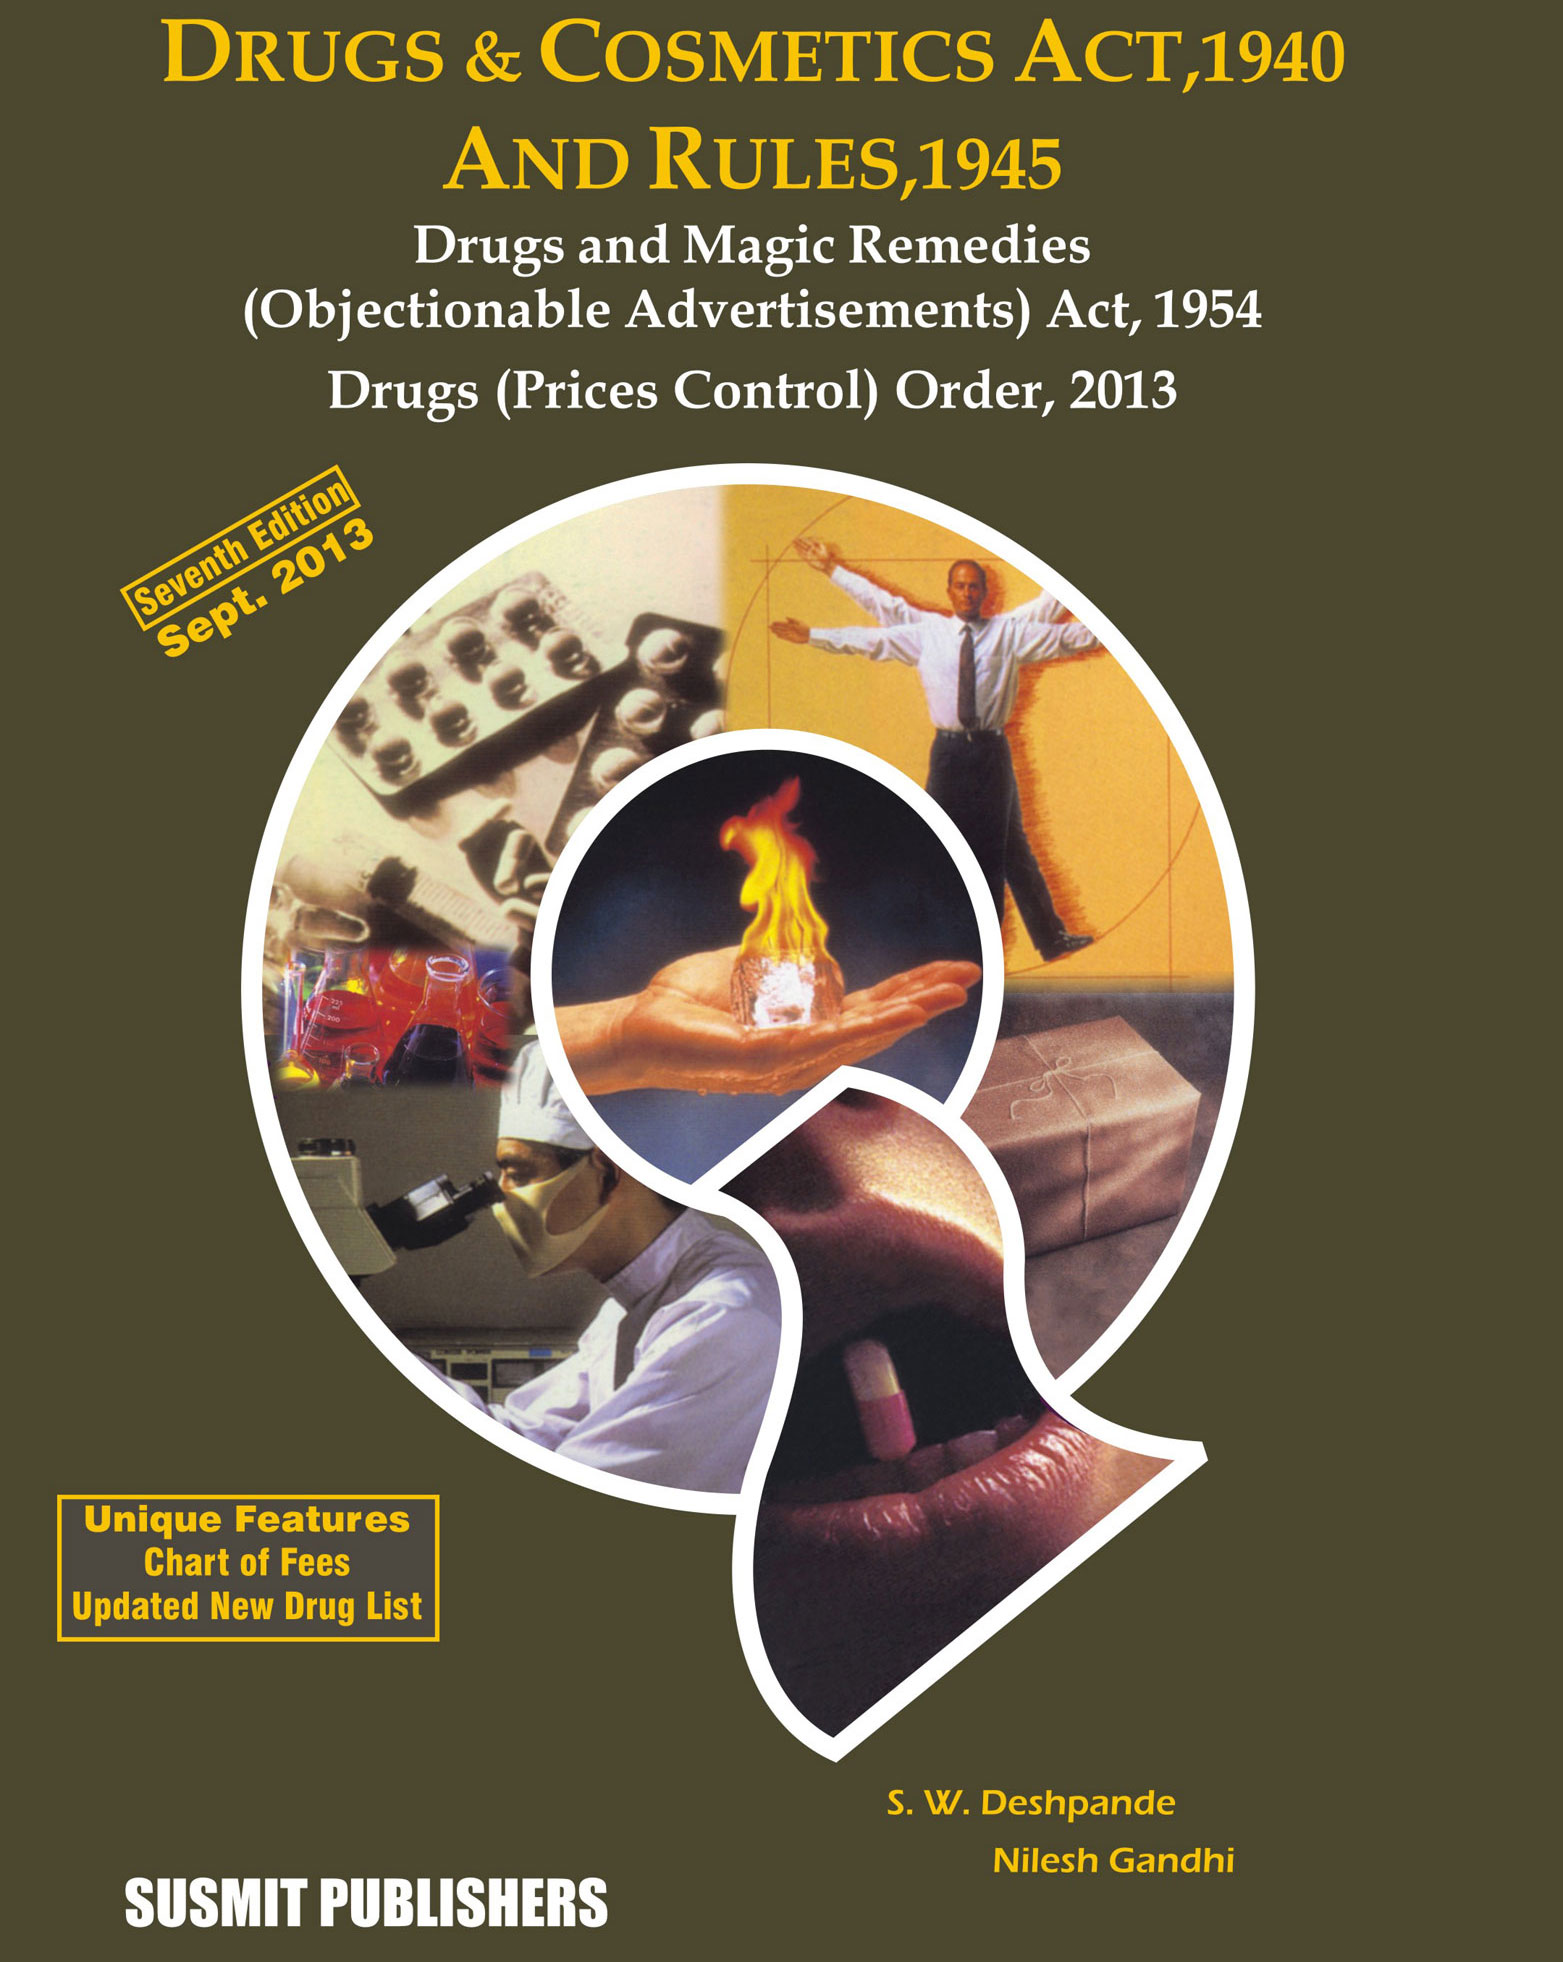 DRUGS & COSMETICS ACT,1940
AND RULES,1945
Drugs and Magic Remedies
(Objectionable Advertisements) Act, 1954
Drugs (Prices Control) Order, 2013
Seventh Edition
Sept. 2013
Unique Features
Chart of Fees
Updated New Drug List
S. W. Deshpande
Nilesh Gandhi
SUSMIT PUBLISHERS